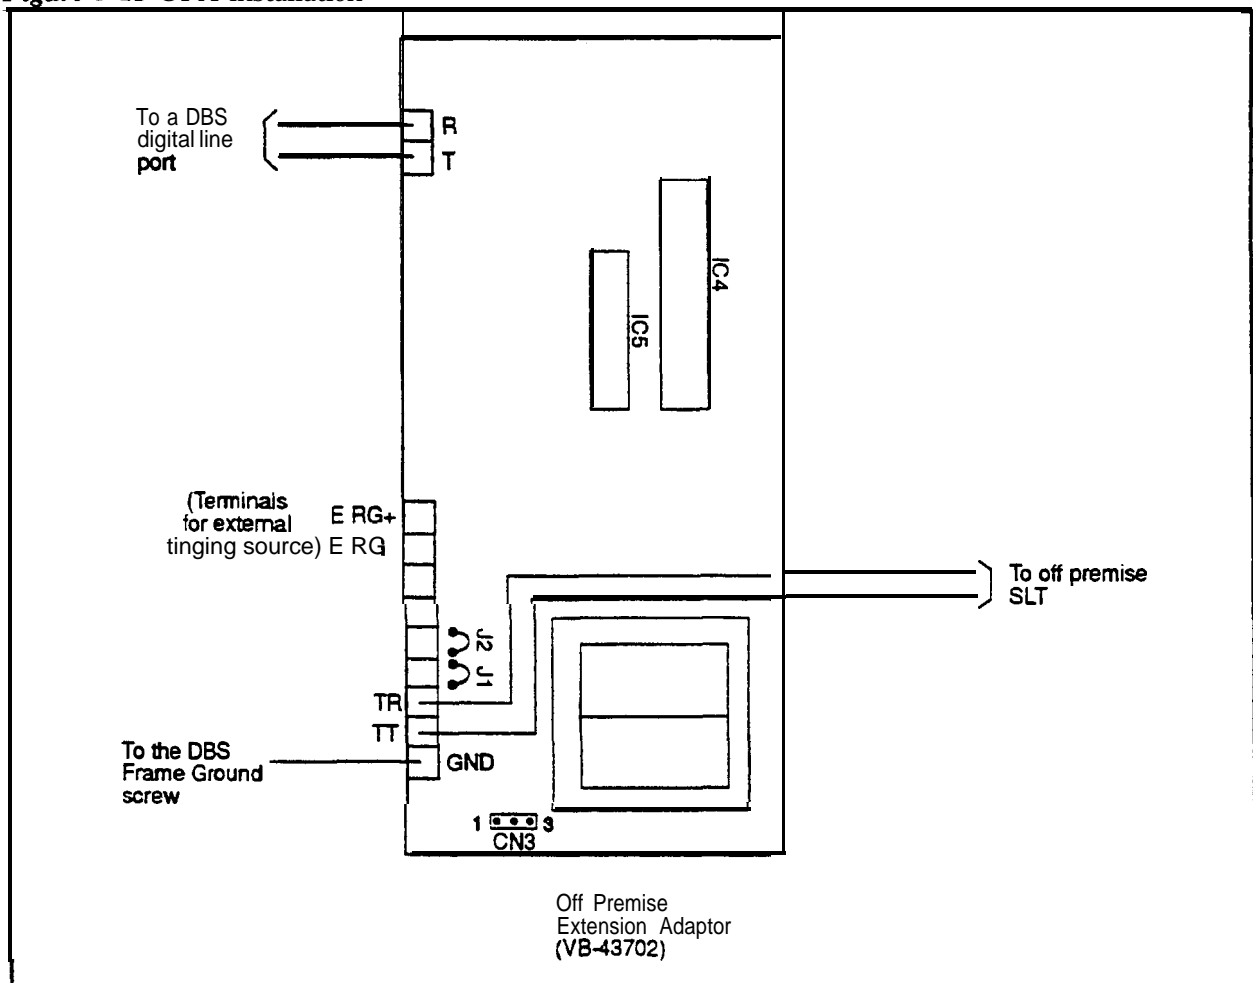 To a DBS
digital line
port
R
T
IC4
IC5
(Terminals
for external
tinging source)
E RG+
E RG
To off premise
SLT
J2
J1
TR
TT
To the DBS
Frame Ground
screw
GND
1 3
CN3
Off Premise
Extension Adaptor
(VB-43702)